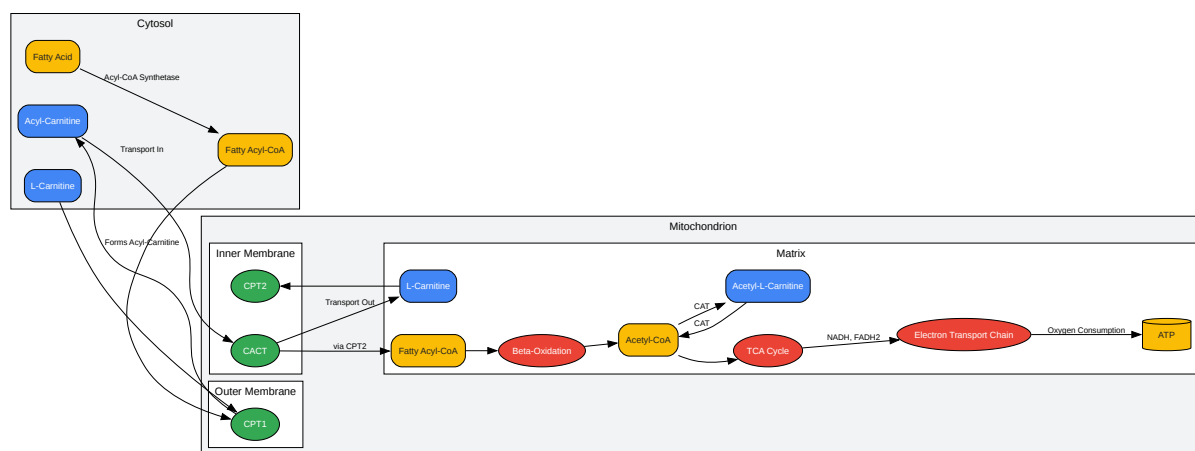 Cytosol
Fatty Acid
Acyl-CoA Synthetase
Acyl-Carnitine
Transport In
Fatty Acyl-CoA
L-Carnitine
Forms Acyl-Carnitine
Mitochondrion
Inner Membrane
Matrix
CPT2
L-Carnitine
Acetyl-L-Carnitine
Transport Out
CAT
CAT
CACT
via CPT2
Fatty Acyl-CoA
Beta-Oxidation
Acetyl-CoA
TCA Cycle
NADH, FADH2
Electron Transport Chain
Oxygen Consumption
ATP
Outer Membrane
CPT1